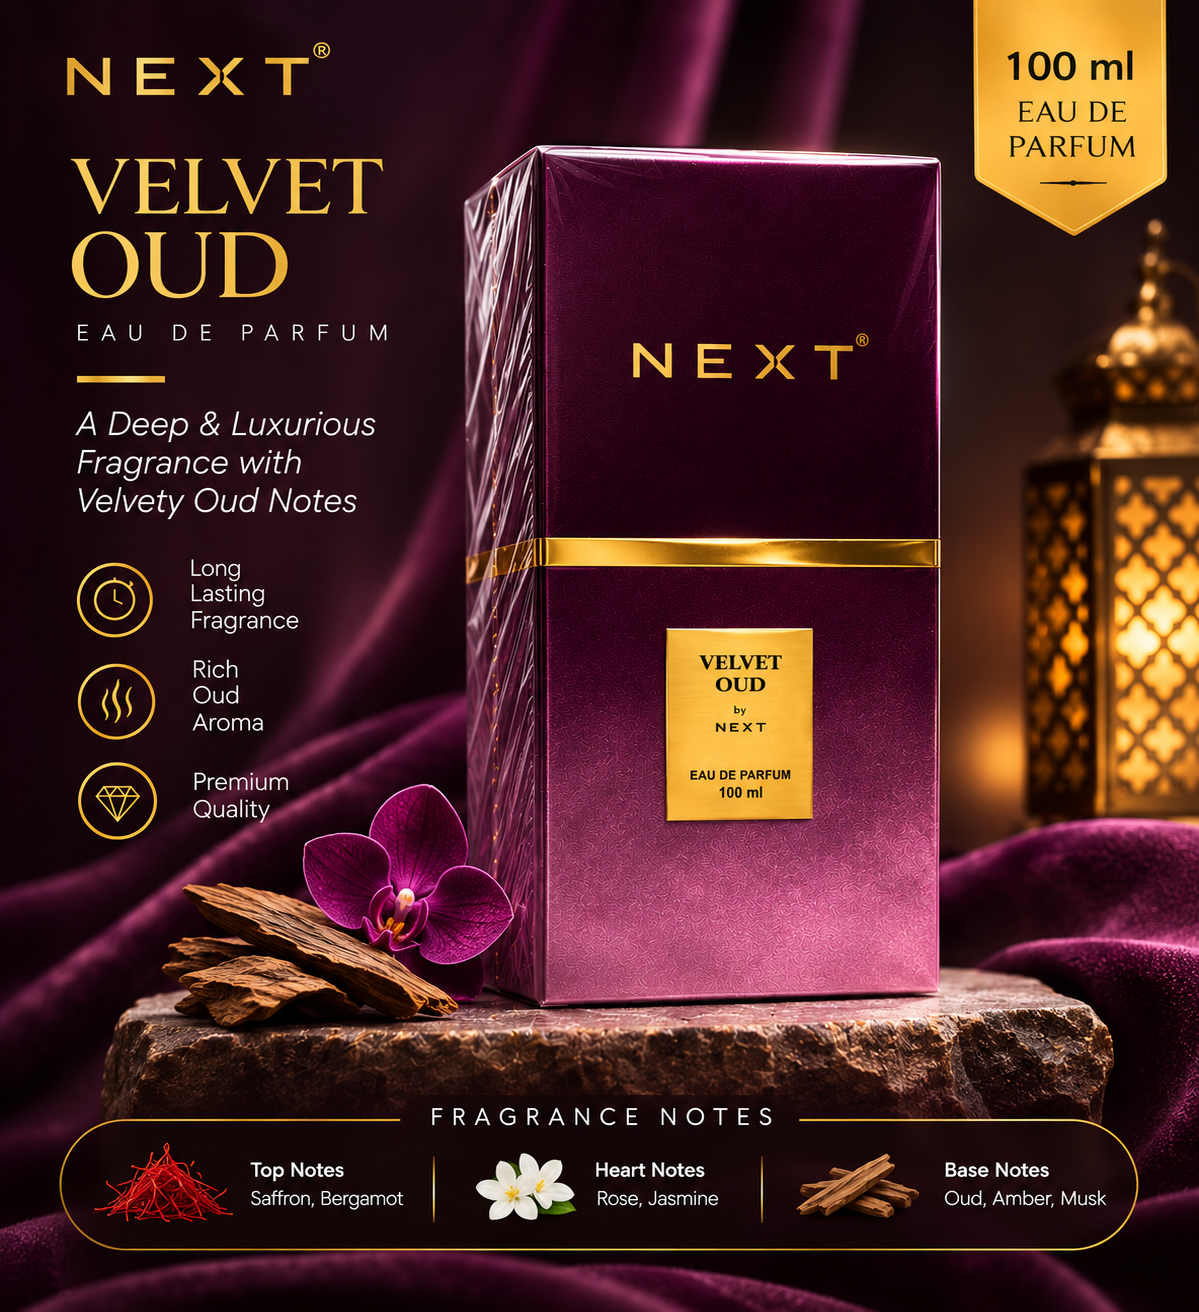 NEXT®
VELVET
OUD
EAU DE PARFUM
A Deep & Luxurious
Fragrance with
Velvety Oud Notes
Long
Lasting
Fragrance
Rich
Oud
Aroma
Premium
Quality
100 ml
EAU DE
PARFUM
NEXT®
VELVET
OUD
by
NEXT
EAU DE PARFUM
100 ml
FRAGRANCE NOTES
Top Notes
Saffron, Bergamot
Heart Notes
Rose, Jasmine
Base Notes
Oud, Amber, Musk